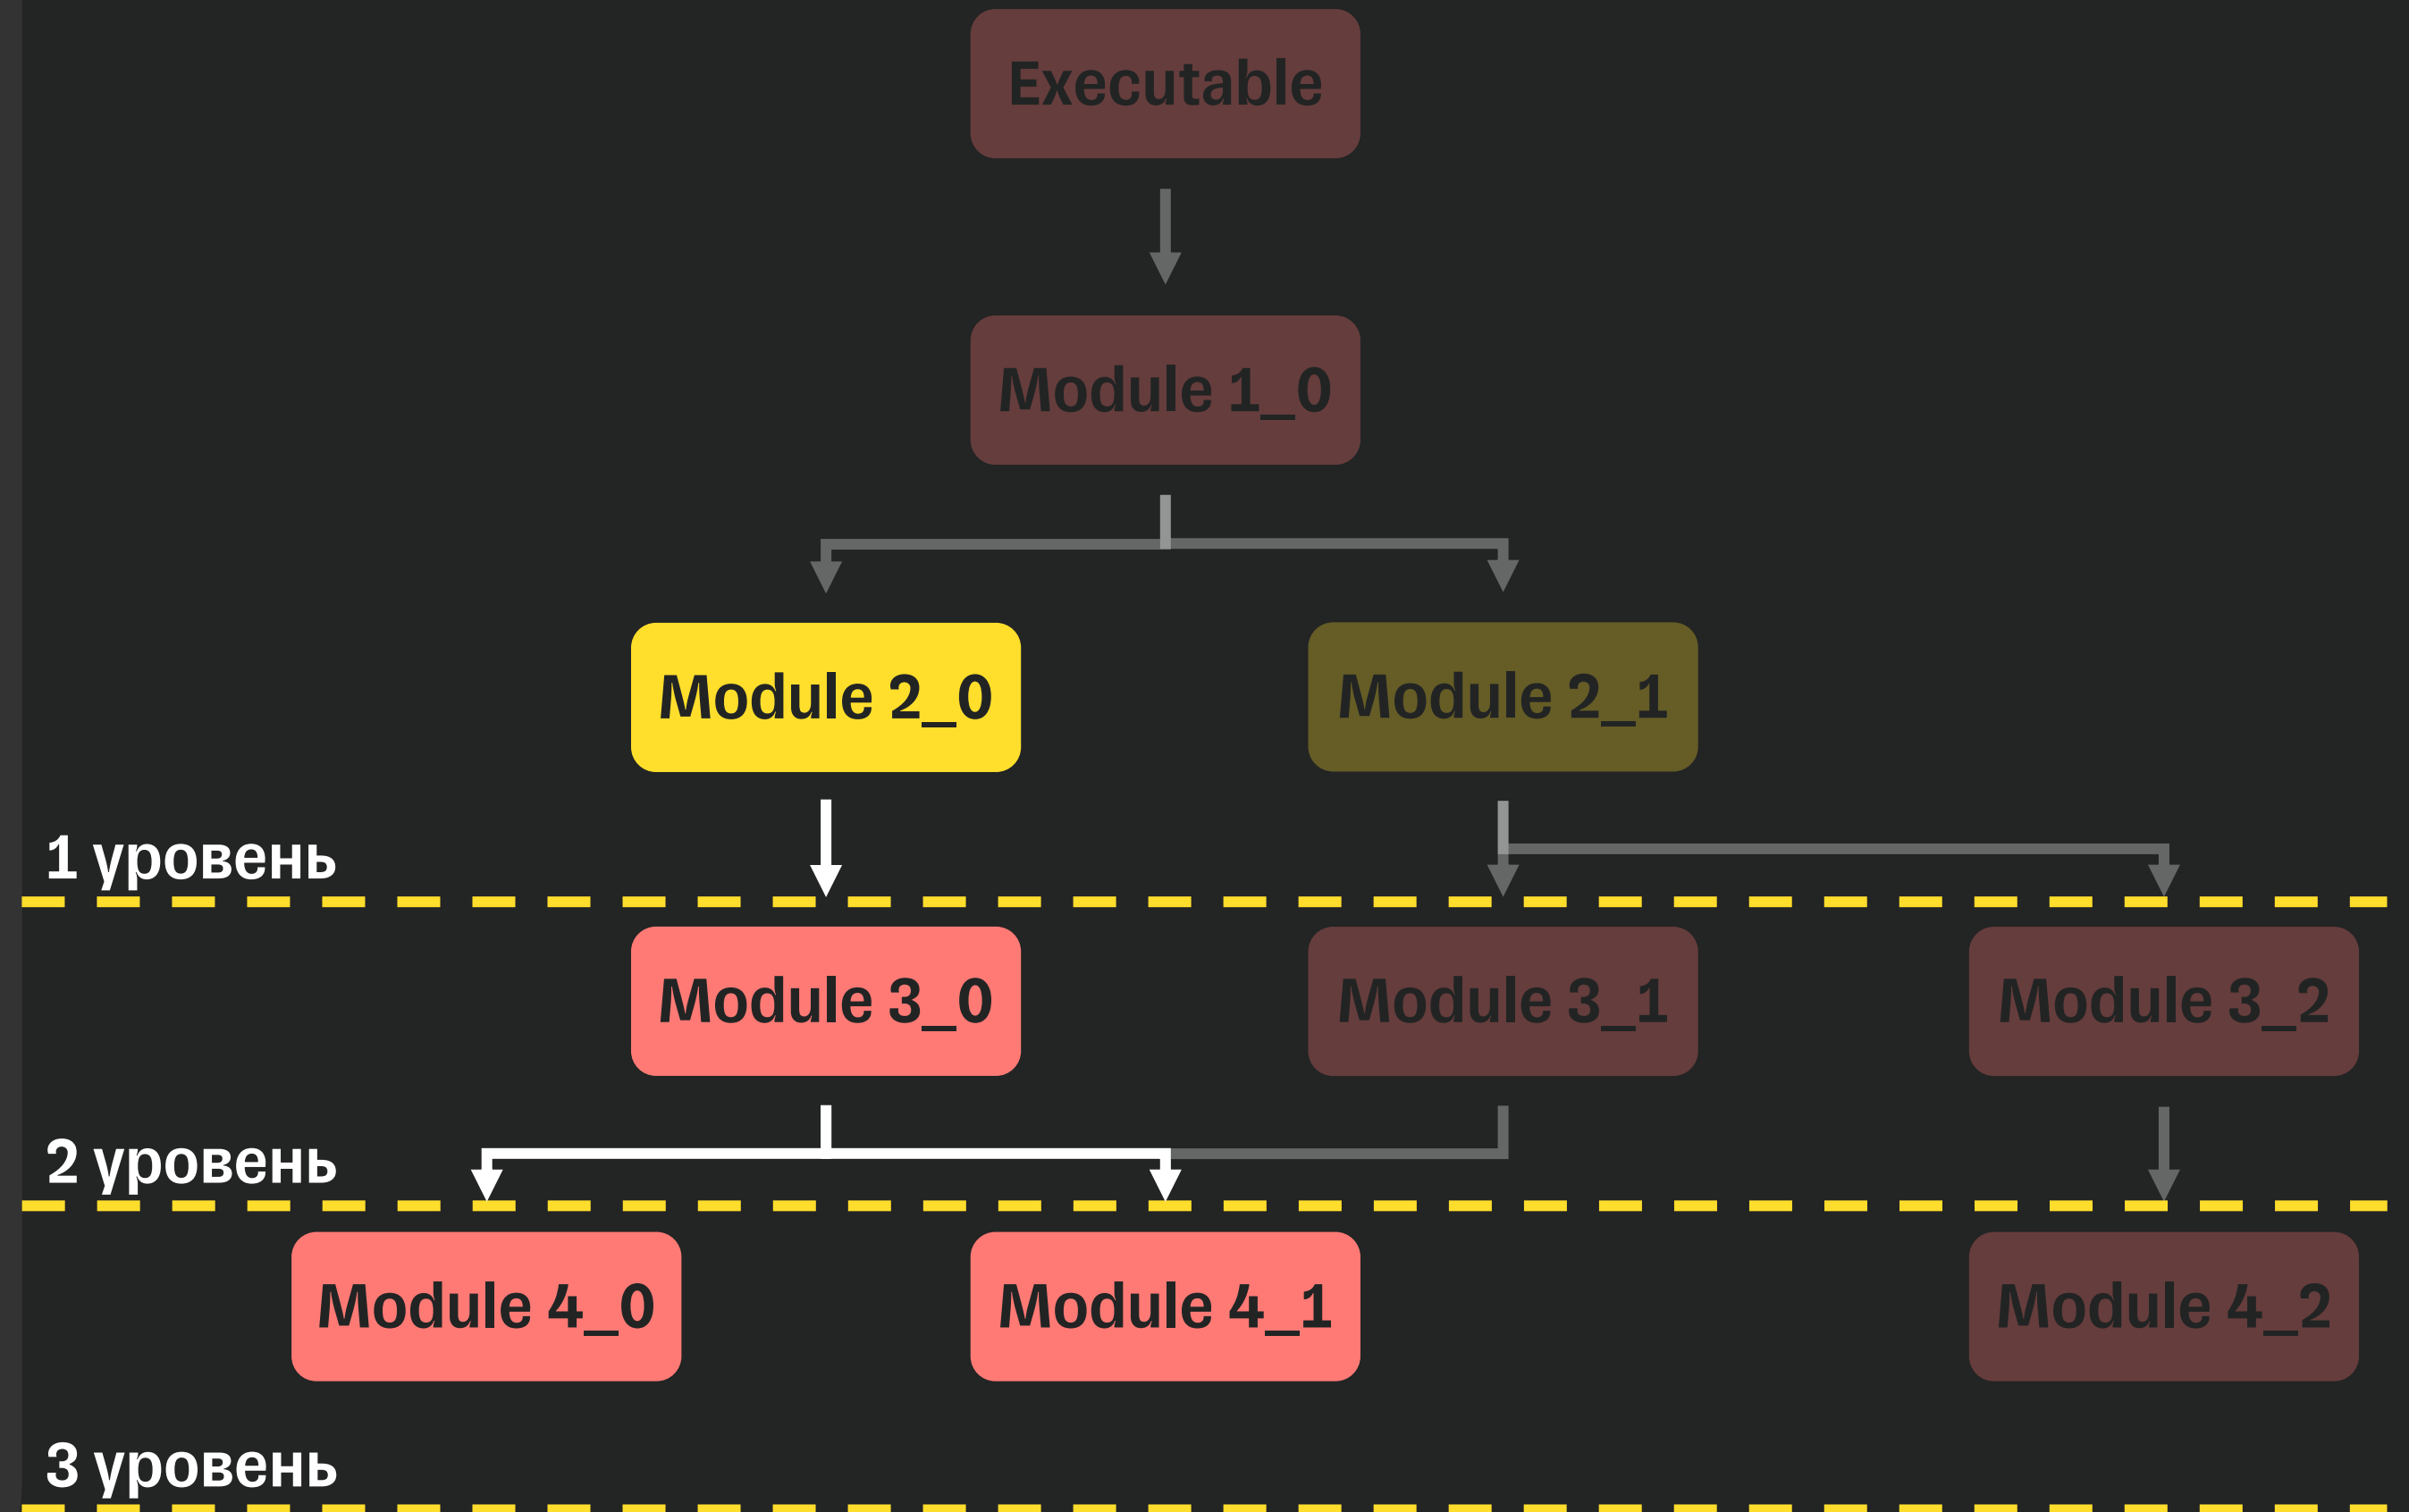 Executable
Module 1_0
Module 2_0
Module 2_1
1 уровень
Module 3_0
Module 3_1
Module 3_2
2 уровень
Module 4_0
Module 4_1
Module 4_2
3 уровень